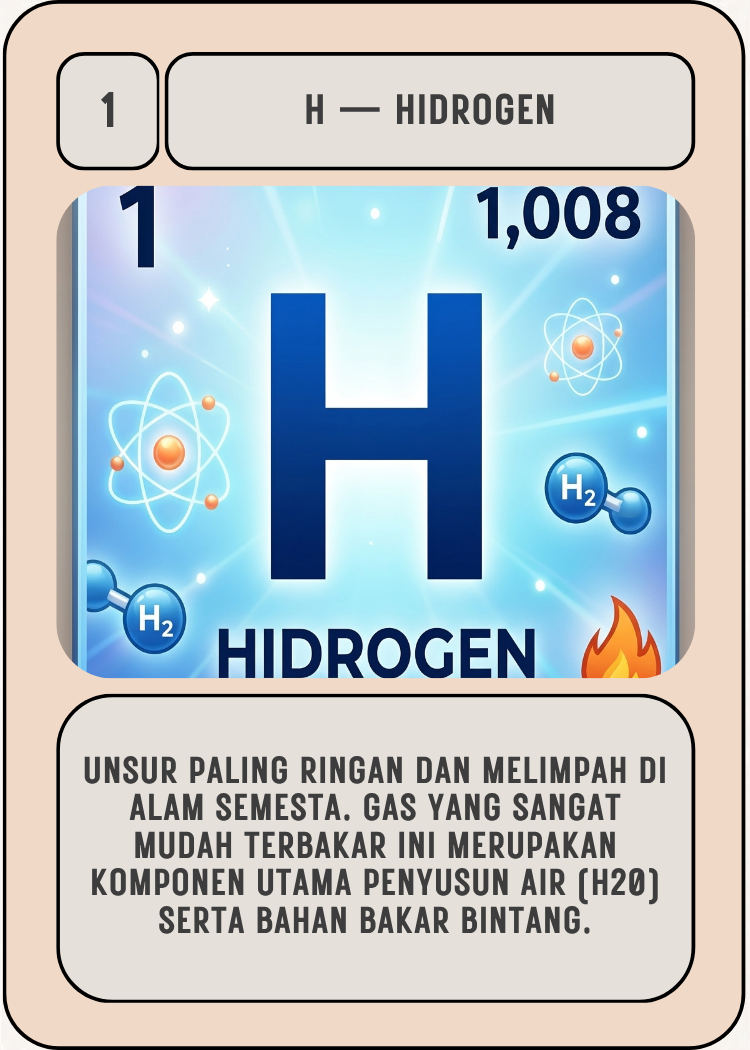 1
H — HIDROGEN
1
1,008
H
H₂
H₂
HIDROGEN
UNSUR PALING RINGAN DAN MELIMPAH DI
ALAM SEMESTA. GAS YANG SANGAT
MUDAH TERBAKAR INI MERUPAKAN
KOMPONEN UTAMA PENYUSUN AIR (H20)
SERTA BAHAN BAKAR BINTANG.